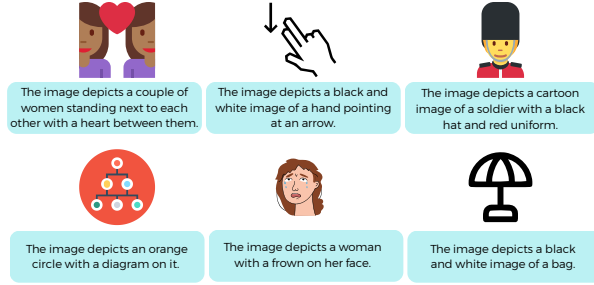 The image depicts a couple of
women standing next to each
other with a heart between them.
The image depicts a black and
white image of a hand pointing
at an arrow.
The image depicts a cartoon
image of a soldier with a black
hat and red uniform.
The image depicts an orange
circle with a diagram on it.
The image depicts a woman
with a frown on her face.
The image depicts a black
and white image of a bag.